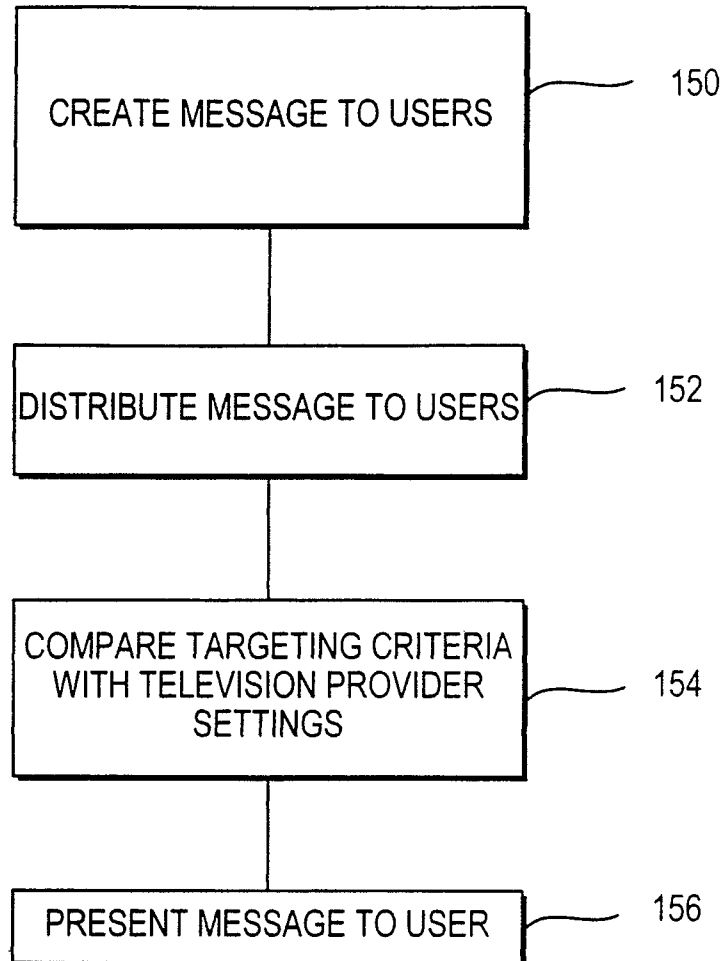 CREATE MESSAGE TO USERS
150
DISTRIBUTE MESSAGE TO USERS
152
COMPARE TARGETING CRITERIA
WITH TELEVISION PROVIDER
SETTINGS
154
PRESENT MESSAGE TO USER
156